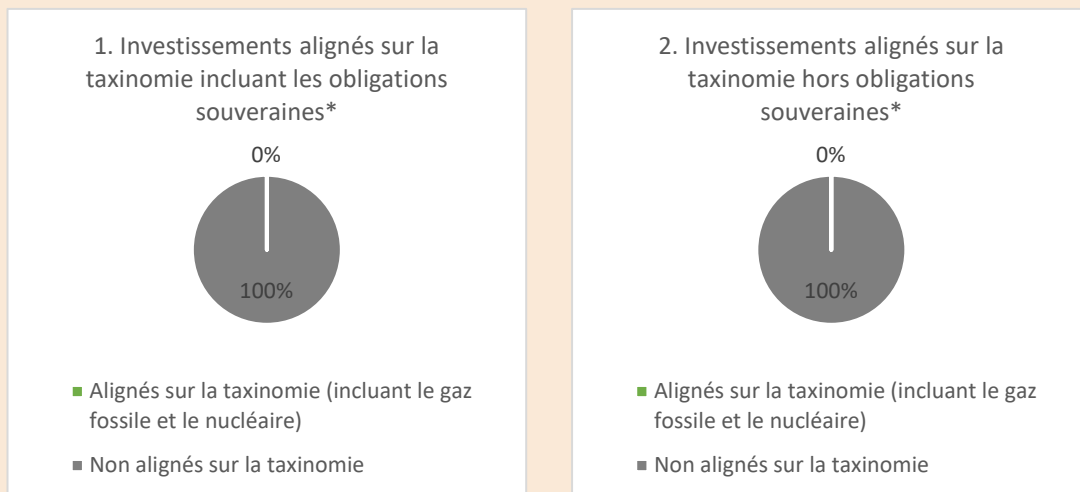 1. Investissements alignés sur la
taxinomie incluant les obligations
souveraines*
0%
100%
Alignés sur la taxinomie (incluant le gaz
fossile et le nucléaire)
Non alignés sur la taxinomie
2. Investissements alignés sur la
taxinomie hors obligations
souveraines*
0%
100%
Alignés sur la taxinomie (incluant le gaz
fossile et le nucléaire)
Non alignés sur la taxinomie